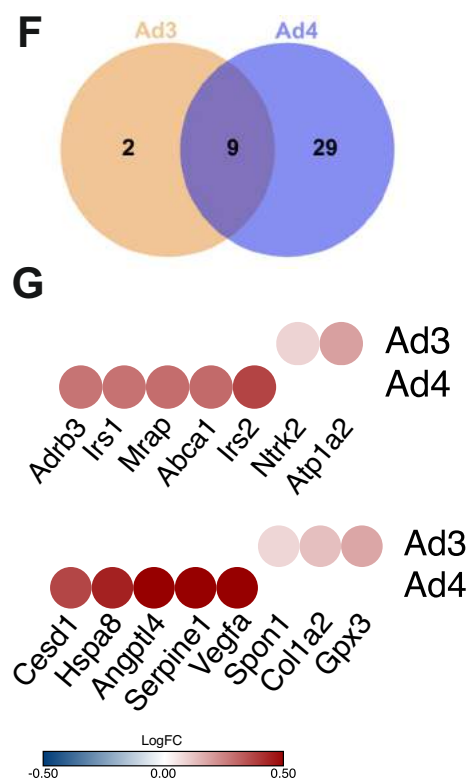 F
Ad3 Ad4
2 9 29
G
Ad3
Ad4
Adrb3 Irs1 Mrap Abca1 Irs2 Ntrk2 Atp1a2
Ad3
Ad4
Cesd1 Hspa8 Angptl4 Serpine1 Vegfa Spon1 Col1a2 Gpx3
LogFC
-0.50 0.00 0.50